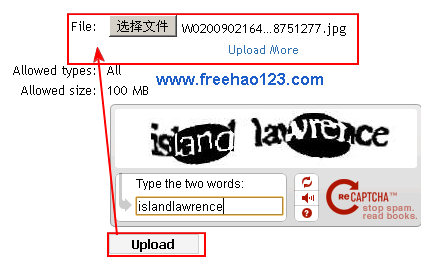 File: 选择文件 W0200902164...8751277.jpg
Upload More
Allowed types: All
www.freehao123.com
Allowed size: 100 MB
island lawrence
Type the two words:
islandlawrence
reCAPTCHA™
stop spam.
read books.
Upload